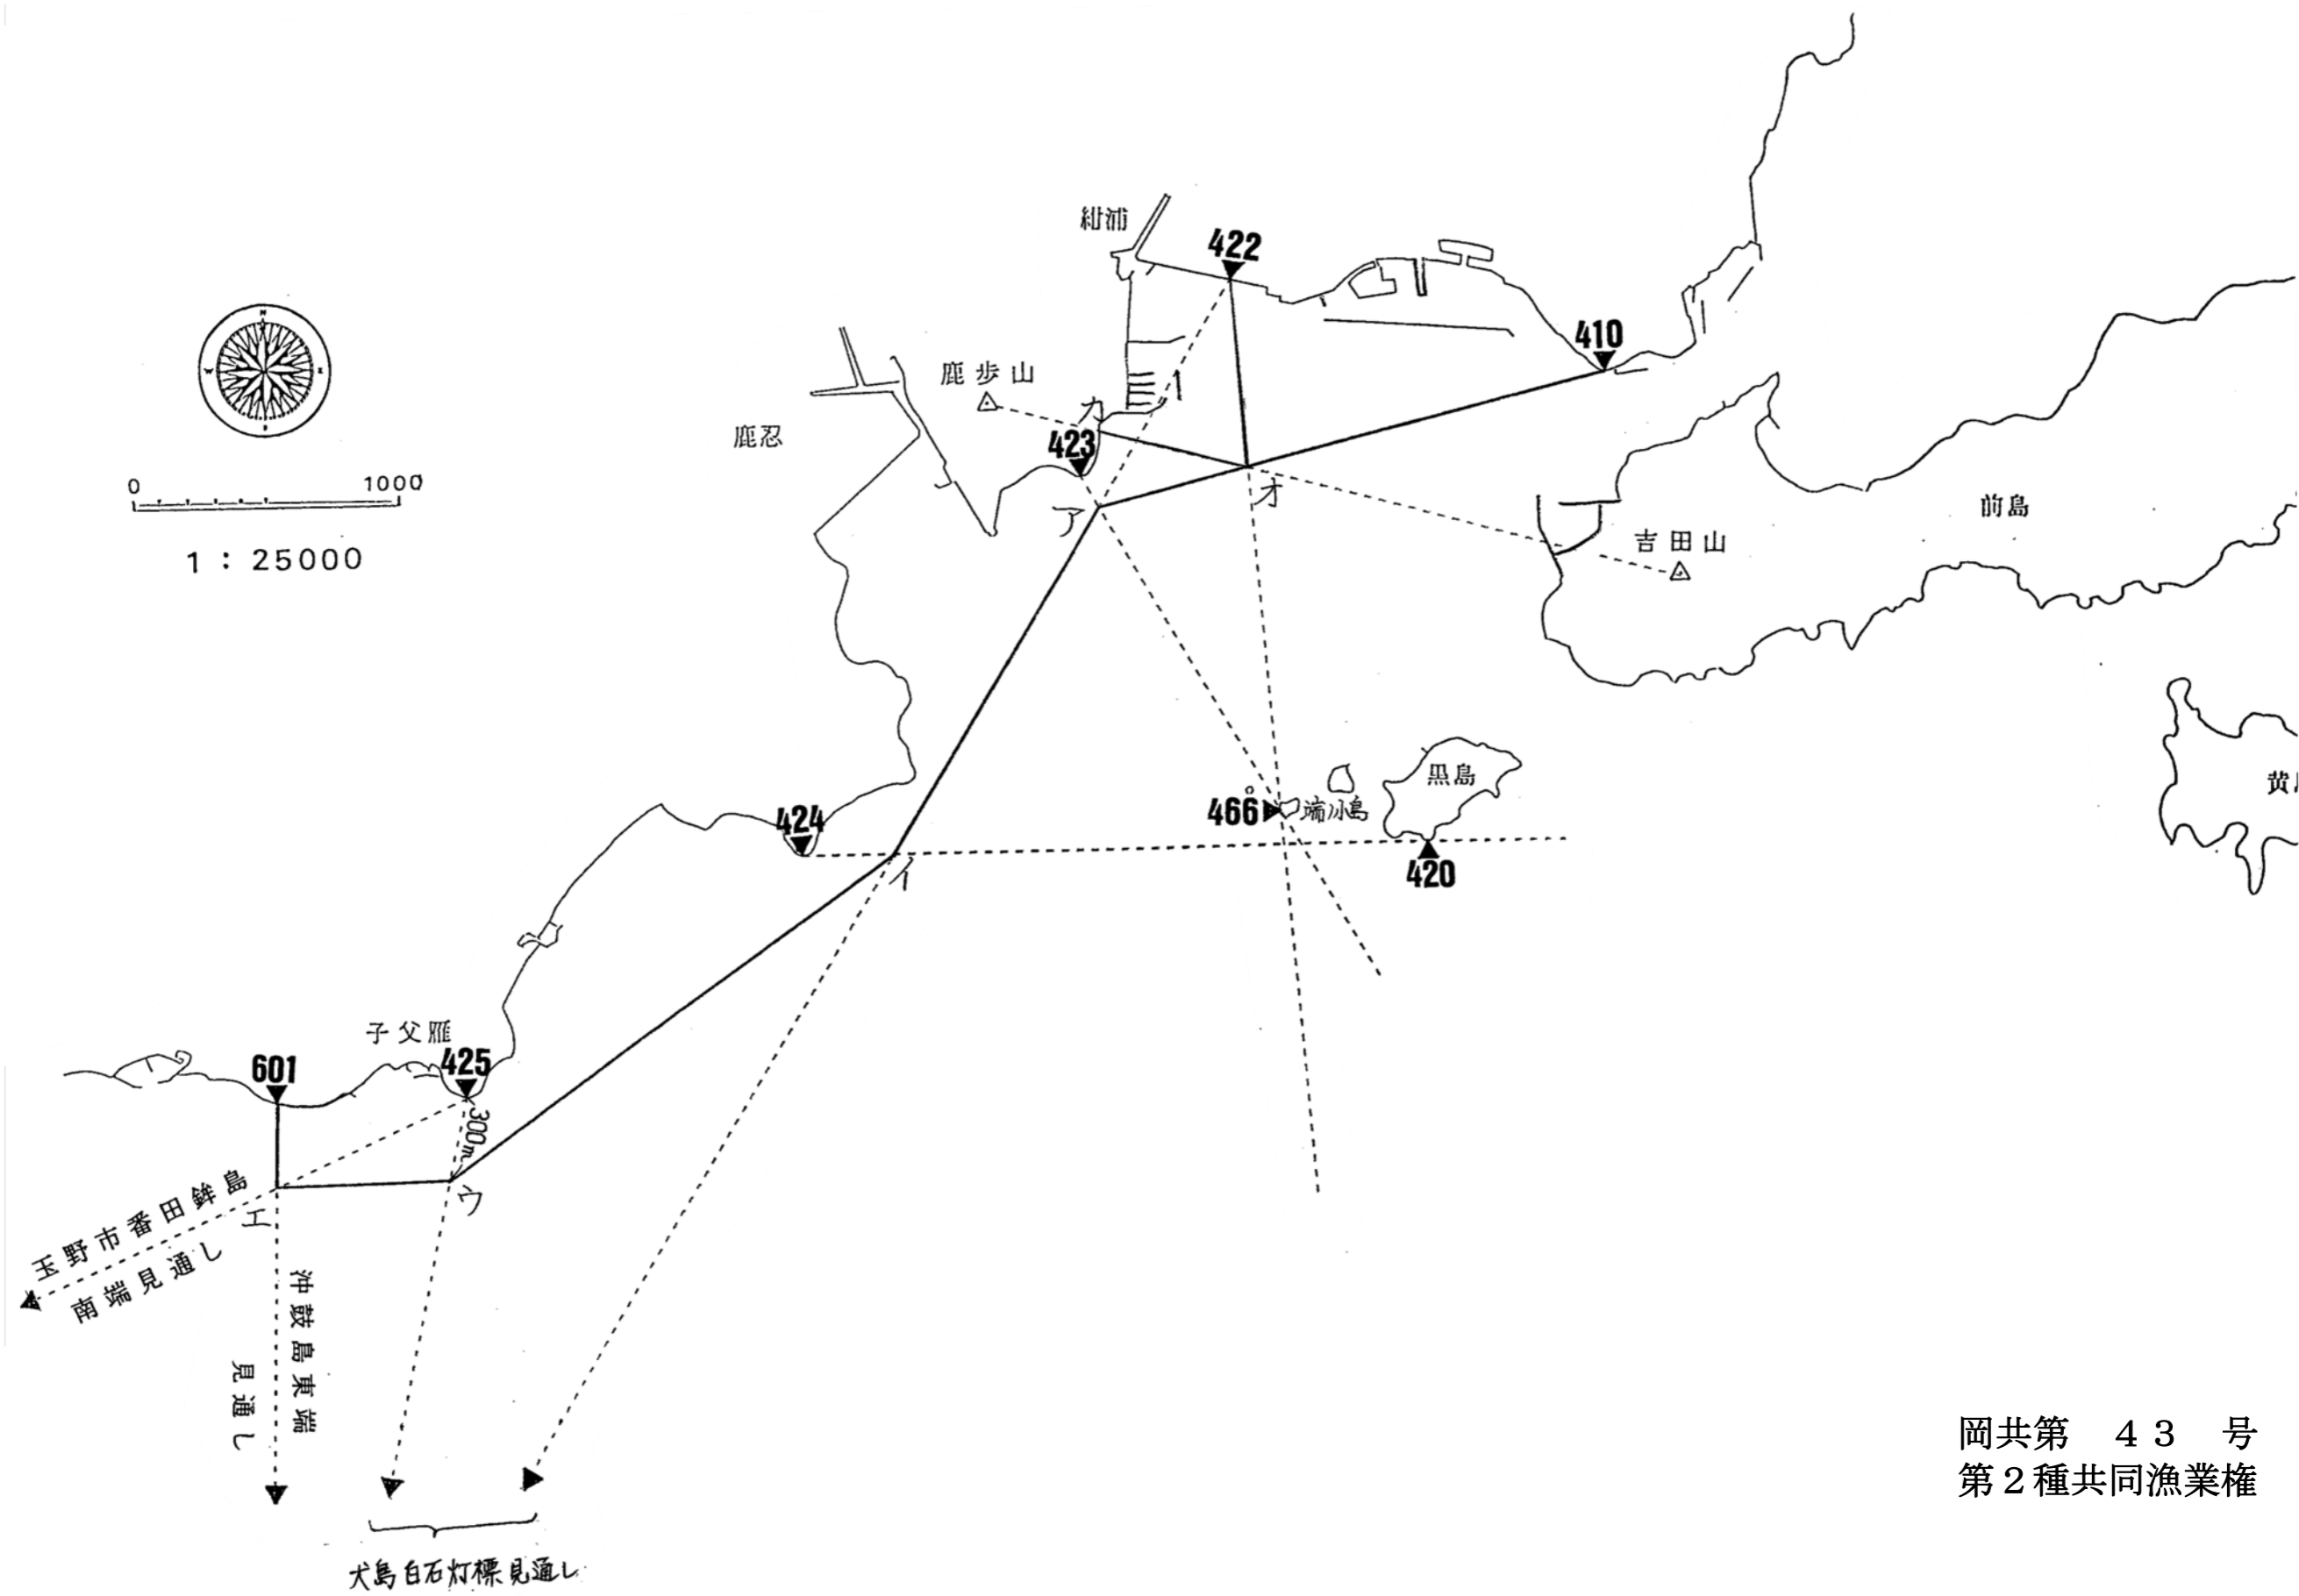 紺浦
422
410
鹿歩山
カ
423
鹿忍
0 1000
1：25000
ア
オ
吉田山
前島
黒島
466
端小島
420
424
イ
子父雁
601
425
300m
ウ
エ
玉野市番田鉾島
南端見通し
沖鼓島東端
見通し
犬島白石灯標見通し
岡共第　４３　号
第２種共同漁業権